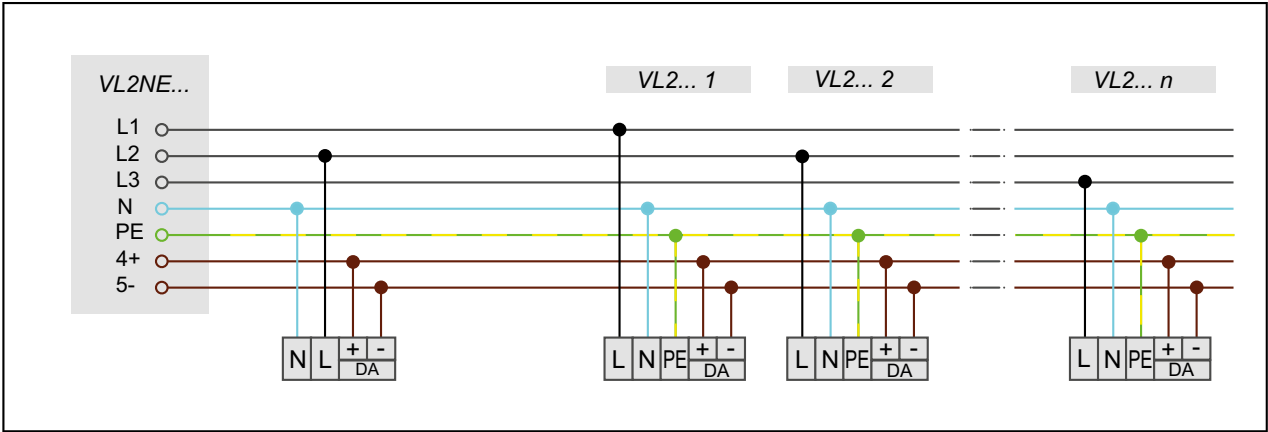 VL2NE...
VL2... 1
VL2... 2
VL2... n
L1
L2
L3
N
PE
4+
5-
N L + - DA
L N PE + - DA
L N PE + - DA
L N PE + - DA